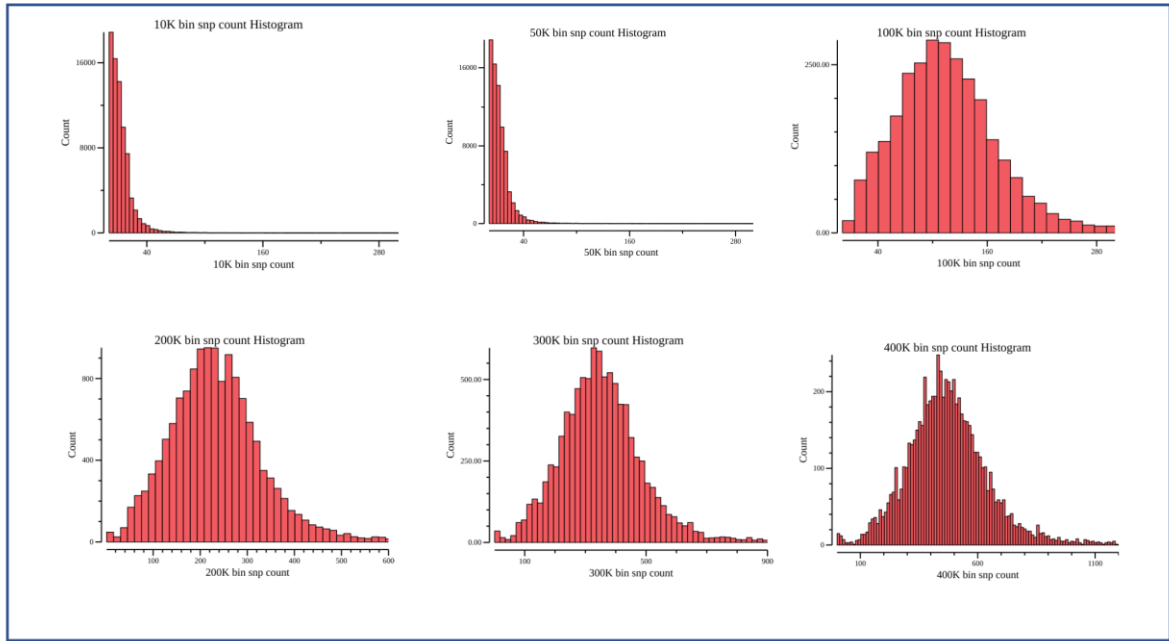 10K bin snp count Histogram
16000
8000
0
Count
40
160
280
10K bin snp count
50K bin snp count Histogram
16000
8000
0
Count
40
160
280
50K bin snp count
100K bin snp count Histogram
2500.00
0.00
Count
40
160
280
100K bin snp count
200K bin snp count Histogram
800
400
0
Count
100
200
300
400
500
600
200K bin snp count
300K bin snp count Histogram
500.00
250.00
0.00
Count
100
500
900
300K bin snp count
400K bin snp count Histogram
200
100
0
Count
100
600
1100
400K bin snp count